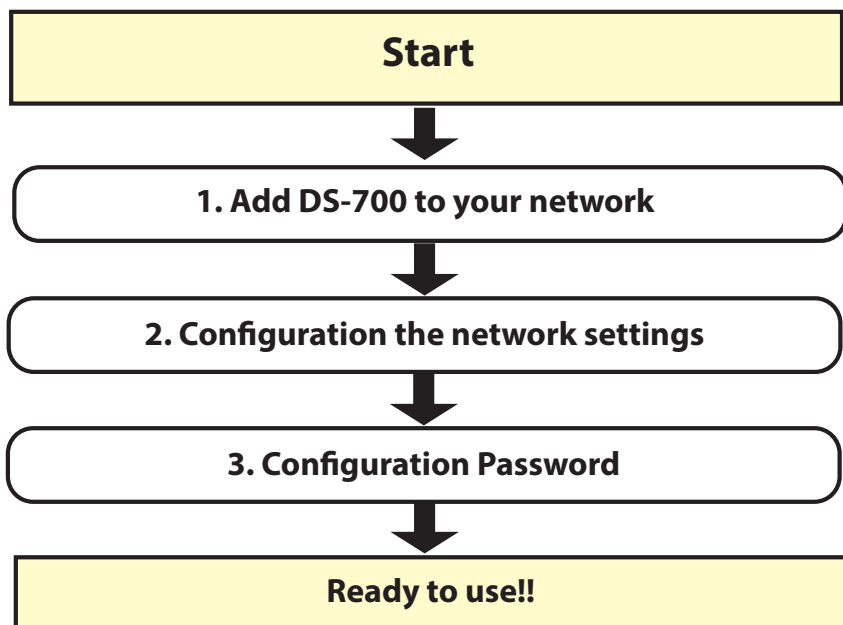 Start
1. Add DS-700 to your network
2. Configuration the network settings
3. Configuration Password
Ready to use!!